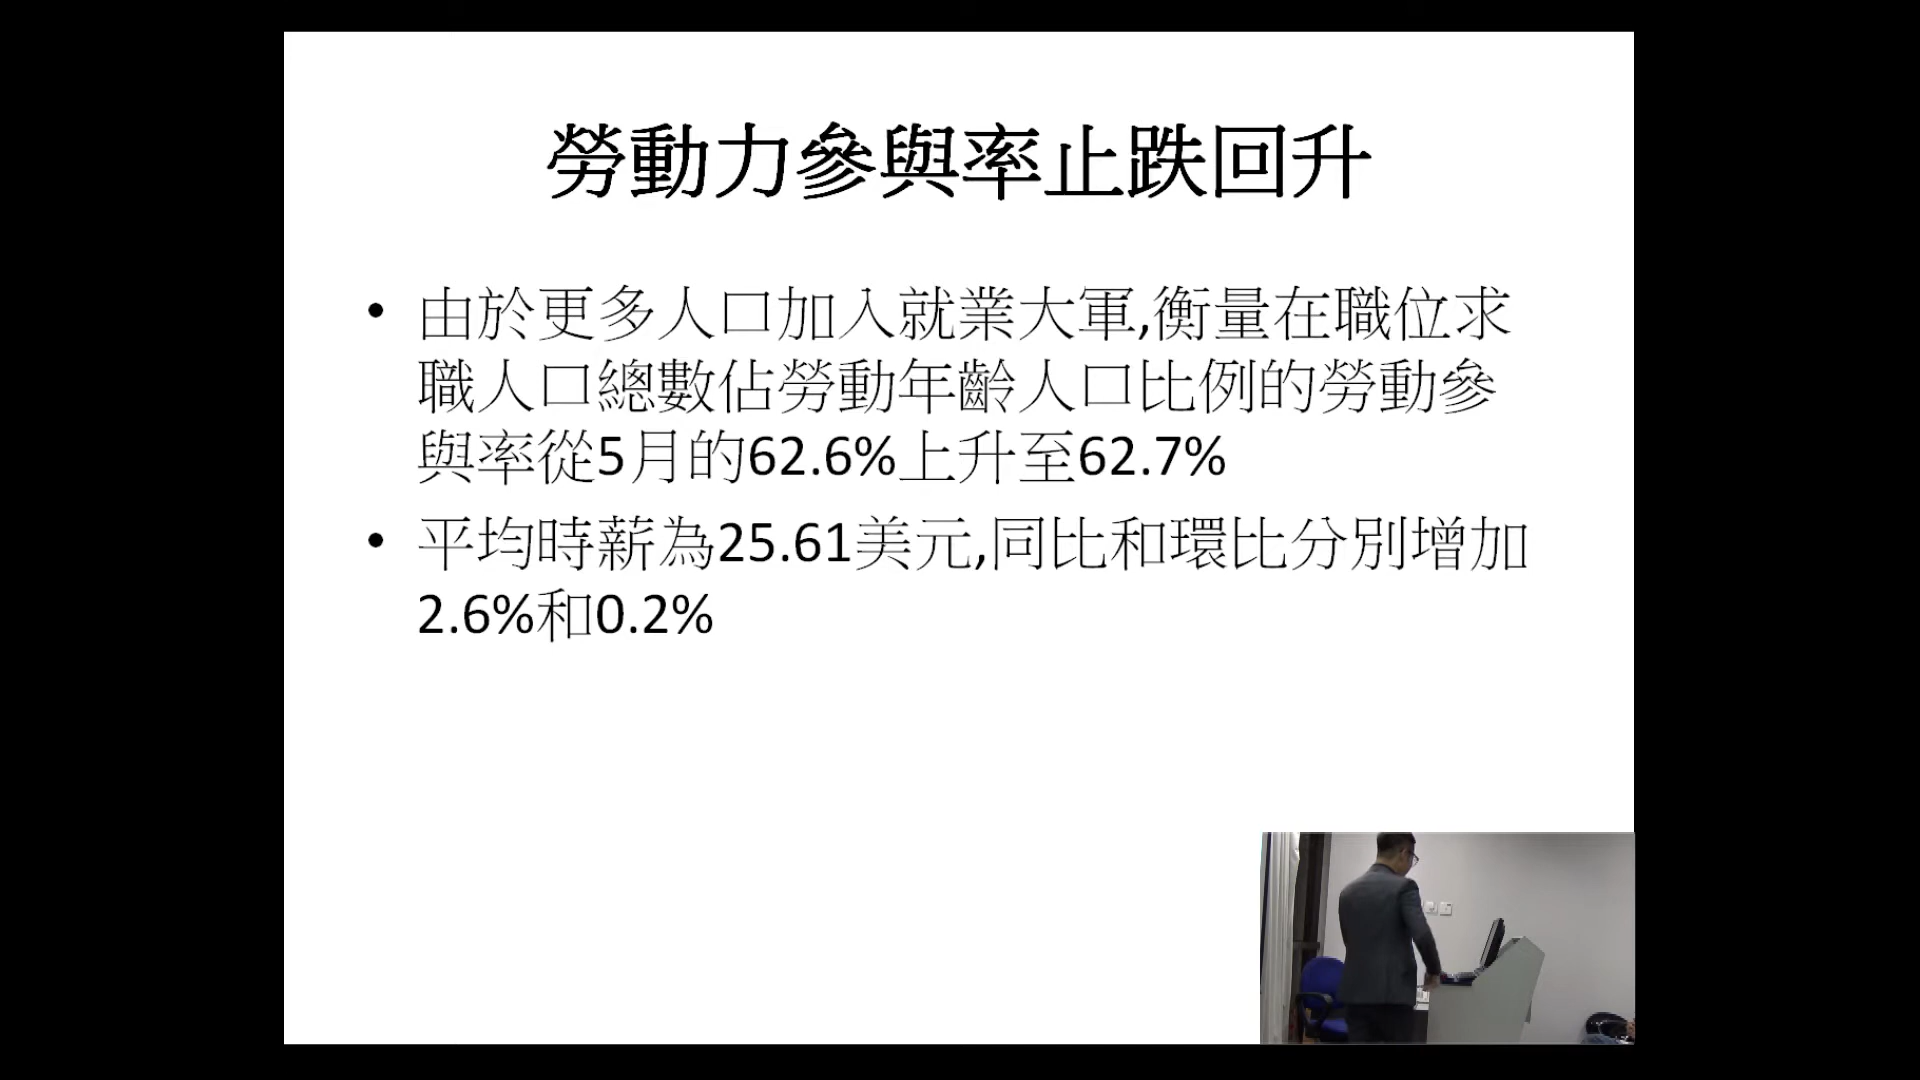 勞動力參與率止跌回升
• 由於更多人口加入就業大軍,衡量在職位求
職人口總數佔勞動年齡人口比例的勞動參
與率從5月的62.6%上升至62.7%
• 平均時薪為25.61美元,同比和環比分別增加
2.6%和0.2%